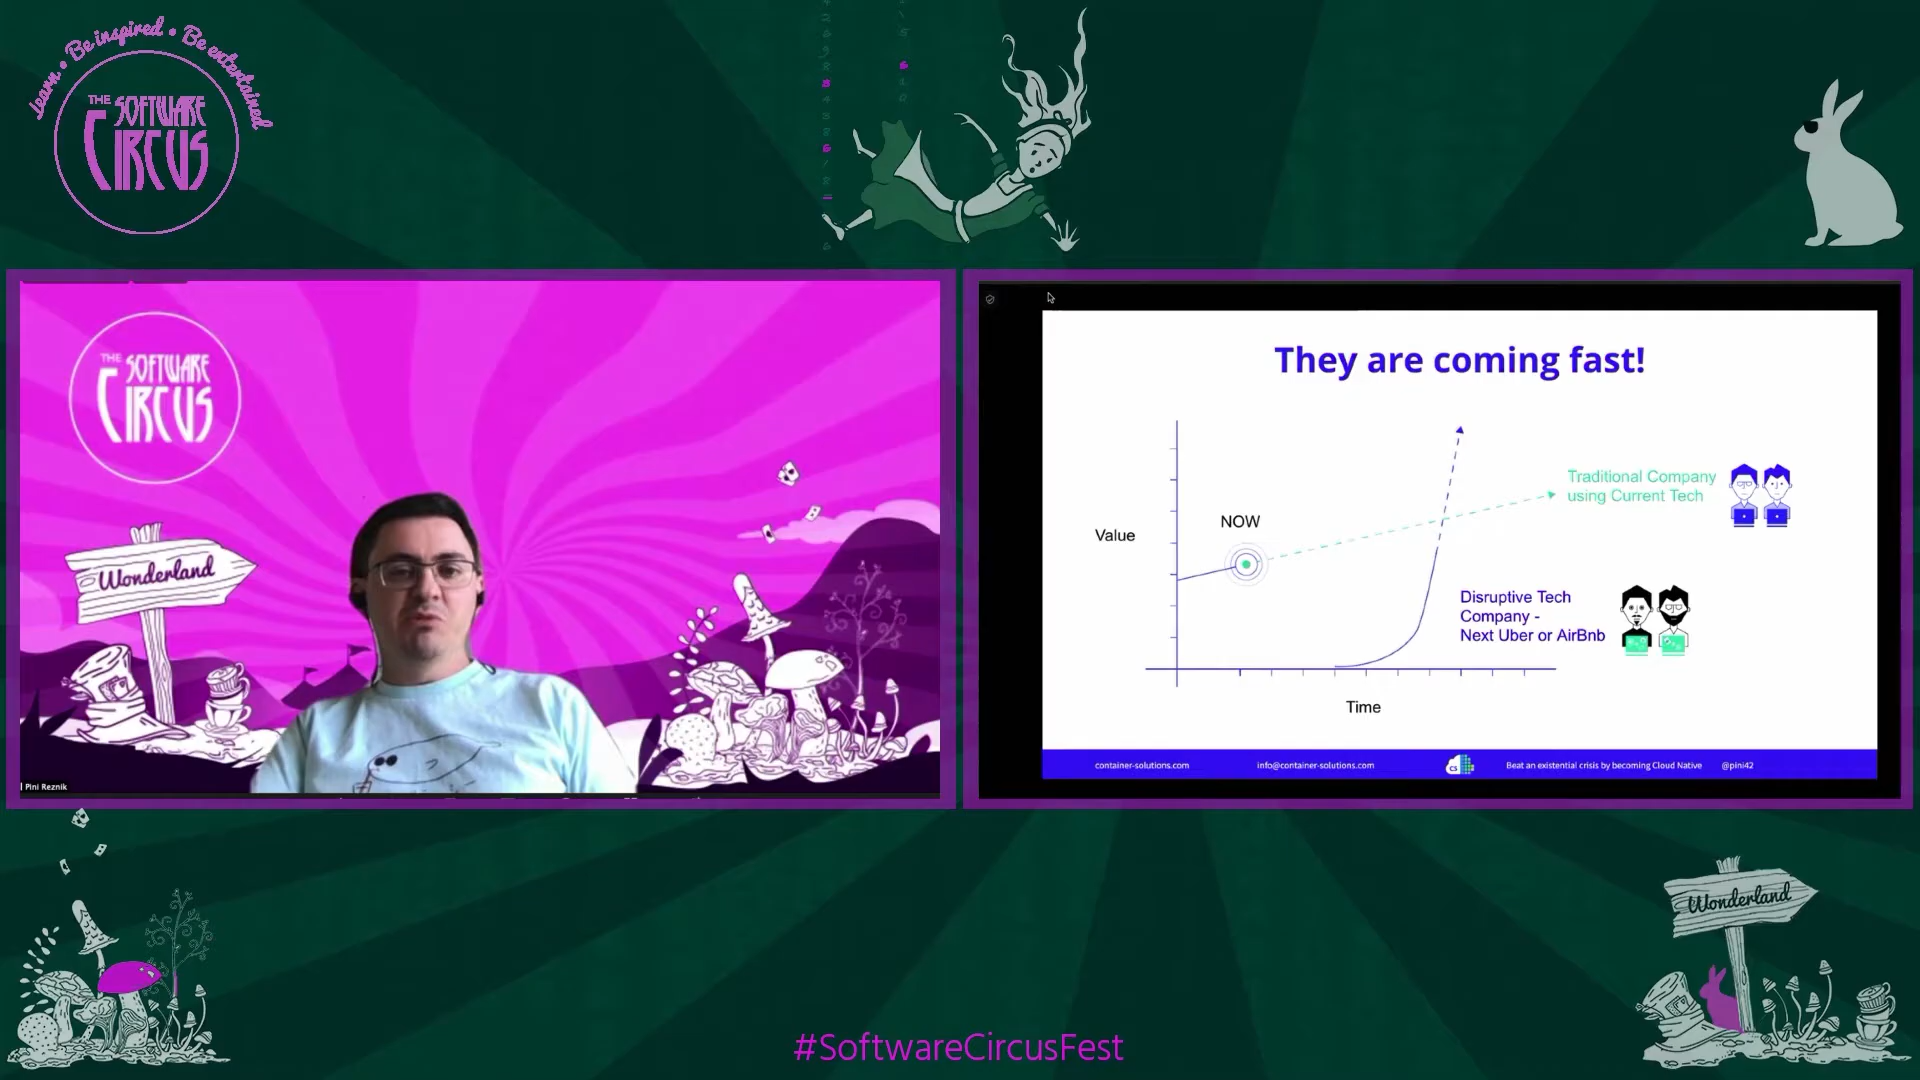 Learn • Be inspired • Be entertained
THE SOFTWARE CIRCUS
THE SOFTWARE CIRCUS
Wonderland
Pini Reznik
They are coming fast!
Traditional Company
using Current Tech
NOW
Value
Disruptive Tech
Company -
Next Uber or AirBnb
Time
container-solutions.com
info@container-solutions.com
CS
Beat an existential crisis by becoming Cloud Native
@pini42
Wonderland
#SoftwareCircusFest